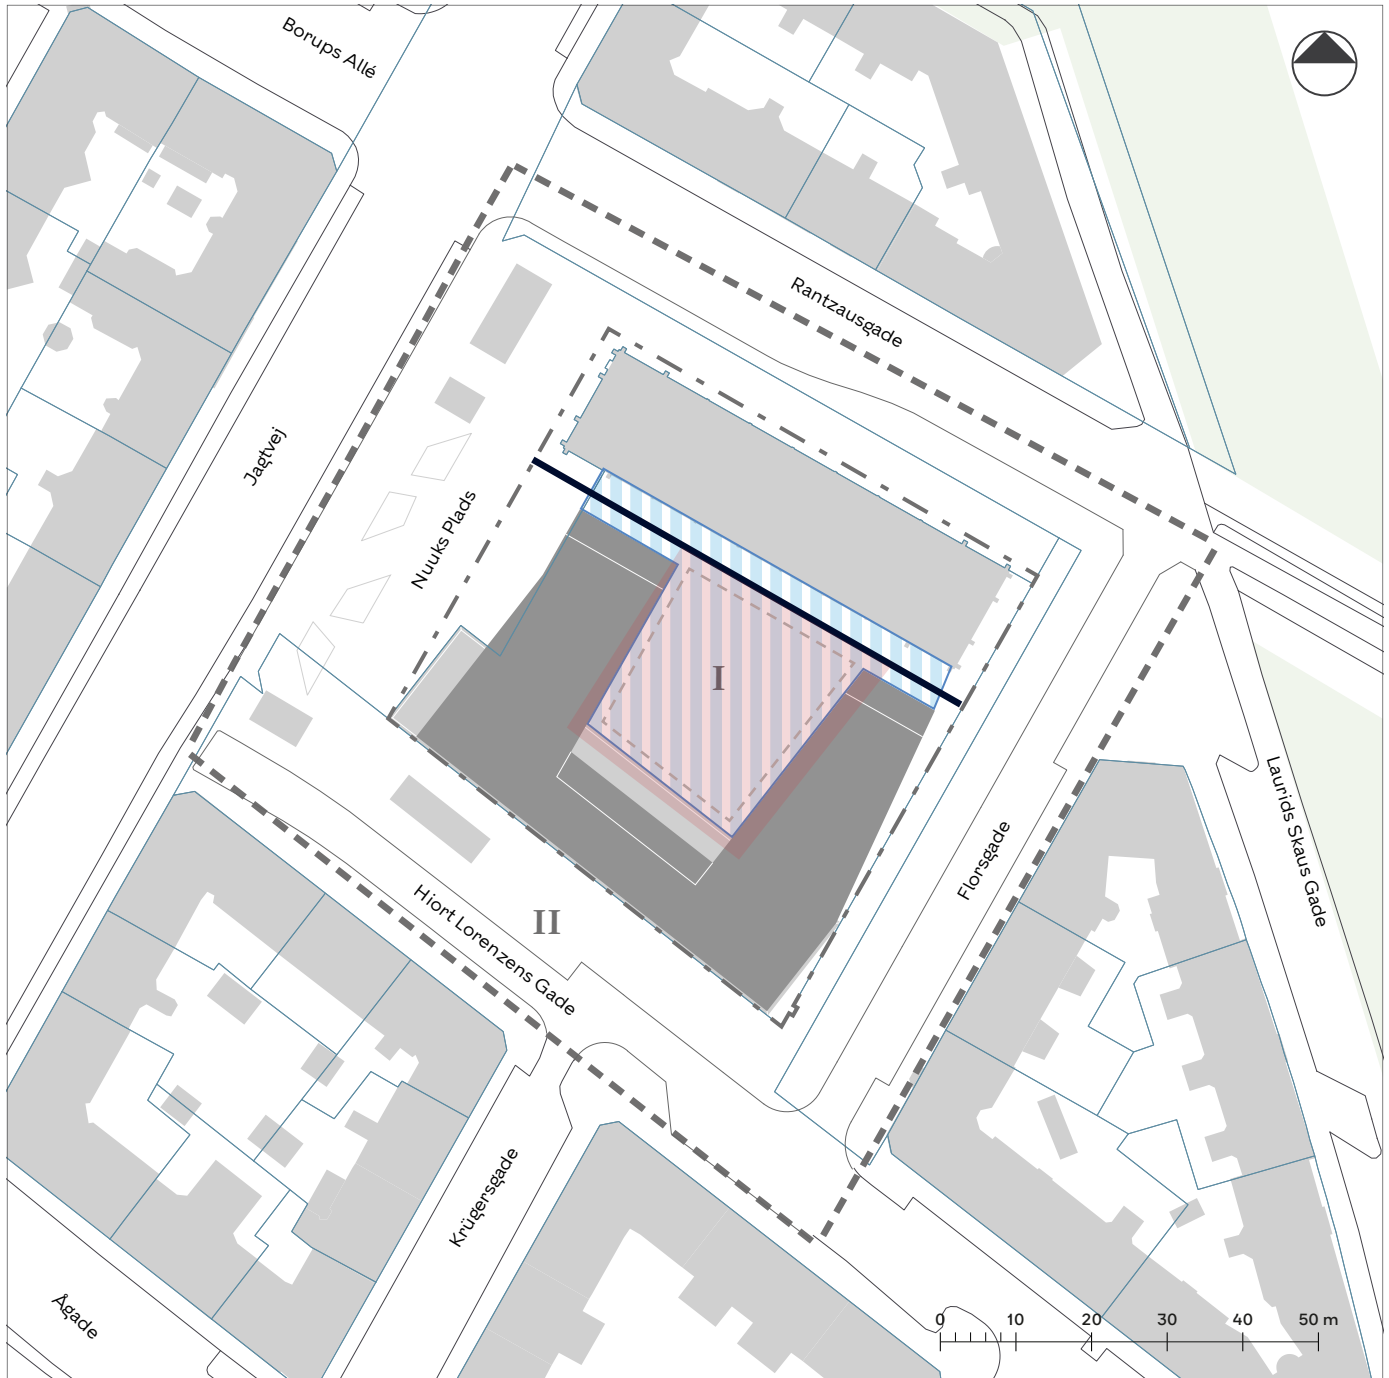 Borups Allé
Rantzausgade
Jagtvej
Nuuks Plads
I
Laurids Skaus Gade
Florsgade
II
Hiort Lorenzens Gade
Krügersgade
Ågade
0 10 20 30 40 50 m